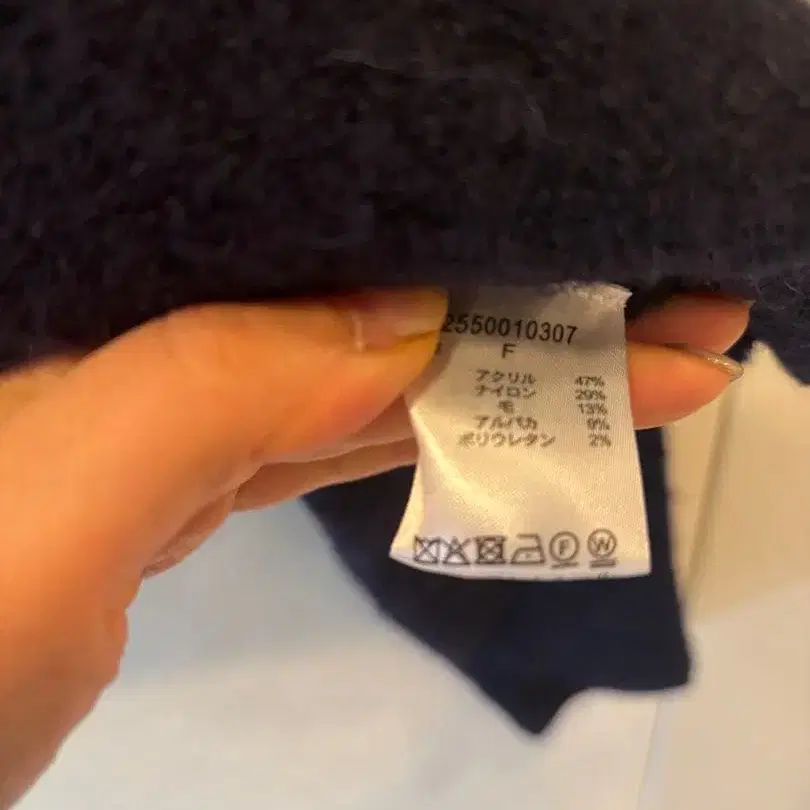 2550010307
F
アクリル 47%
ナイロン 29%
毛 13%
アルパカ 9%
ポリウレタン 2%
F W